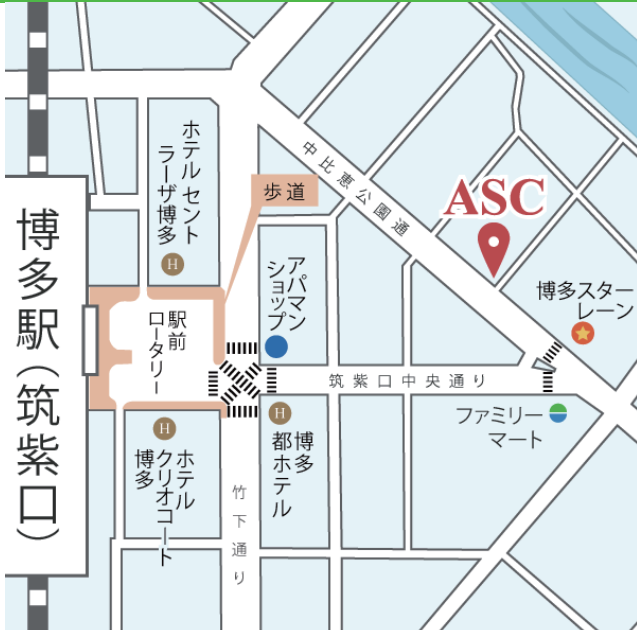 博多駅（筑紫口）
ホテル セント
ラーザ博多
H
歩道
中比恵公園通
ASC
アパマン
ショップ
駅前
ロータリー
博多スター
レーン
筑紫口中央通り
ファミリー
マート
H
ホテル
クリオコート
博多
H
博多
都ホテル
竹下通り